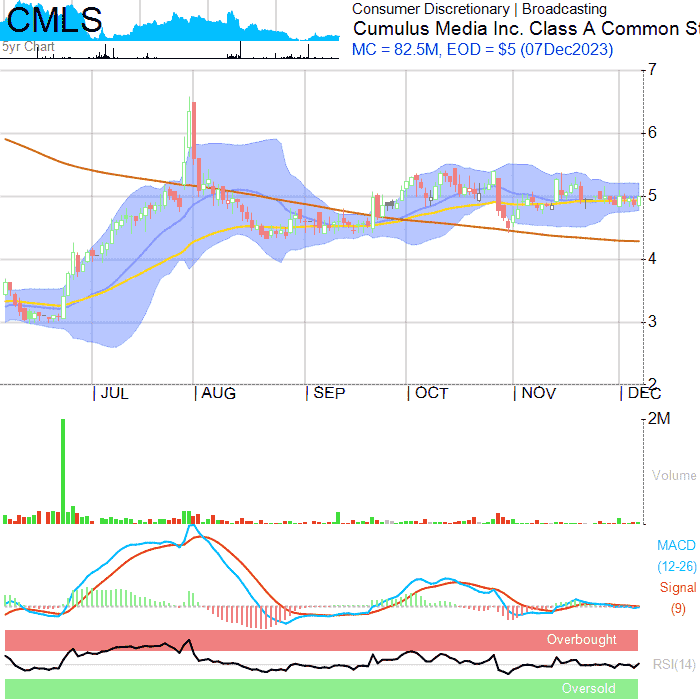 CMLS
5yr Chart
Consumer Discretionary | Broadcasting
Cumulus Media Inc. Class A Common St
MC = 82.5M, EOD = $5 (07Dec2023)
7
6
5
4
3
2
JUL AUG SEP OCT NOV DEC
2M
Volume
MACD
(12-26)
Signal
(9)
Overbought
RSI(14)
Oversold